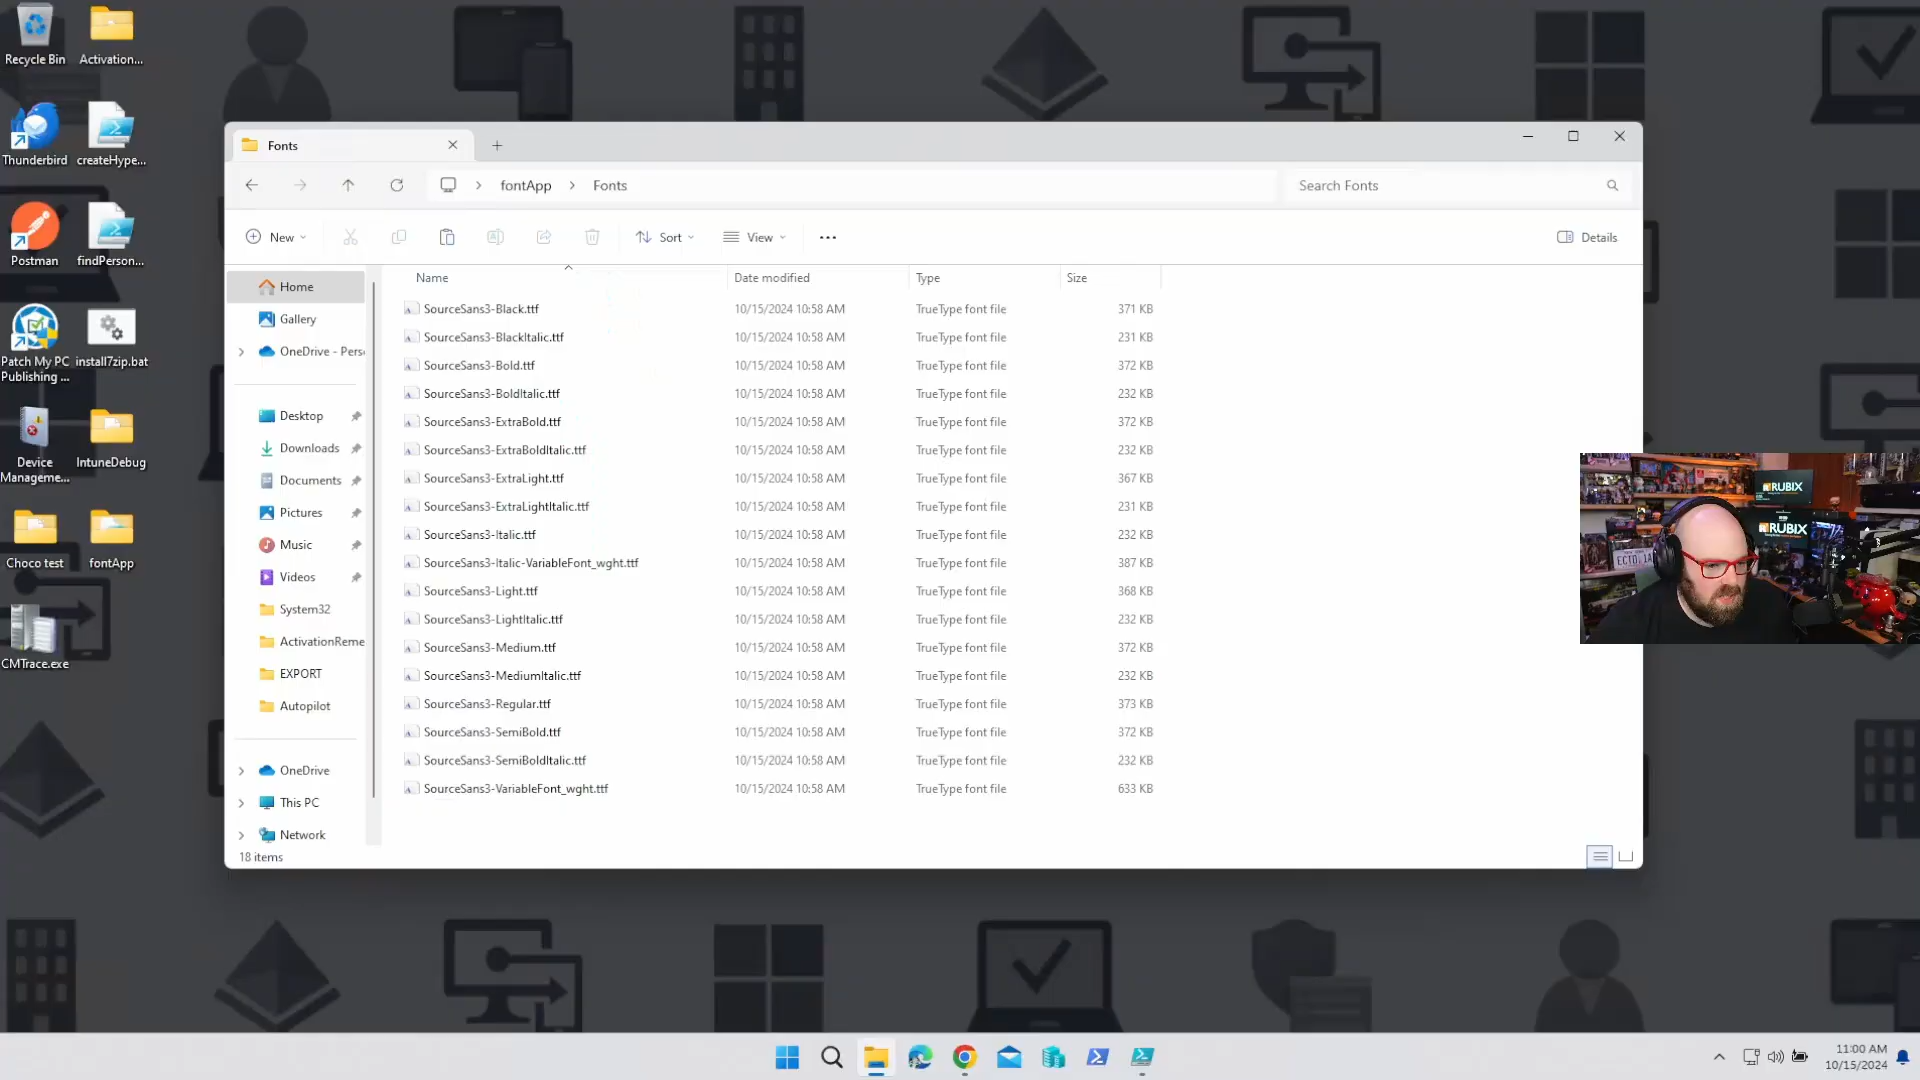 Recycle Bin
Activation...
Thunderbird
createHype...
Postman
findPerson...
Patch My PC
Publishing ...
install7zip.bat
Device
Manageme...
IntuneDebug
Choco test
fontApp
CMTrace.exe
Fonts
fontApp
Fonts
Search Fonts
New
Sort
View
Details
Home
Gallery
OneDrive - Pers
Desktop
Downloads
Documents
Pictures
Music
Videos
System32
ActivationReme
EXPORT
Autopilot
OneDrive
This PC
Network
Name Date modified Type Size
SourceSans3-Black.ttf 10/15/2024 10:58 AM TrueType font file 371 KB
SourceSans3-BlackItalic.ttf 10/15/2024 10:58 AM TrueType font file 231 KB
SourceSans3-Bold.ttf 10/15/2024 10:58 AM TrueType font file 372 KB
SourceSans3-BoldItalic.ttf 10/15/2024 10:58 AM TrueType font file 232 KB
SourceSans3-ExtraBold.ttf 10/15/2024 10:58 AM TrueType font file 372 KB
SourceSans3-ExtraBoldItalic.ttf 10/15/2024 10:58 AM TrueType font file 232 KB
SourceSans3-ExtraLight.ttf 10/15/2024 10:58 AM TrueType font file 367 KB
SourceSans3-ExtraLightItalic.ttf 10/15/2024 10:58 AM TrueType font file 231 KB
SourceSans3-Italic.ttf 10/15/2024 10:58 AM TrueType font file 232 KB
SourceSans3-Italic-VariableFont_wght.ttf 10/15/2024 10:58 AM TrueType font file 387 KB
SourceSans3-Light.ttf 10/15/2024 10:58 AM TrueType font file 368 KB
SourceSans3-LightItalic.ttf 10/15/2024 10:58 AM TrueType font file 232 KB
SourceSans3-Medium.ttf 10/15/2024 10:58 AM TrueType font file 372 KB
SourceSans3-MediumItalic.ttf 10/15/2024 10:58 AM TrueType font file 232 KB
SourceSans3-Regular.ttf 10/15/2024 10:58 AM TrueType font file 373 KB
SourceSans3-SemiBold.ttf 10/15/2024 10:58 AM TrueType font file 372 KB
SourceSans3-SemiBoldItalic.ttf 10/15/2024 10:58 AM TrueType font file 232 KB
SourceSans3-VariableFont_wght.ttf 10/15/2024 10:58 AM TrueType font file 633 KB
18 items
RUBIX
RUBIX
ECTO-1A
11:00 AM
10/15/2024